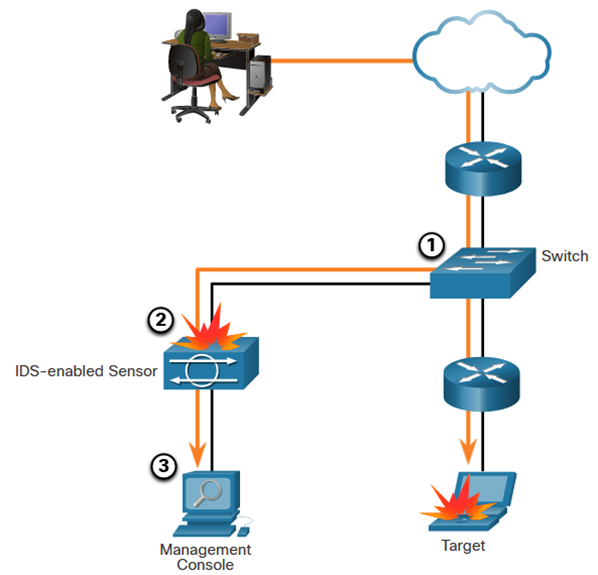 1
Switch
2
IDS-enabled Sensor
3
Management
Console
Target